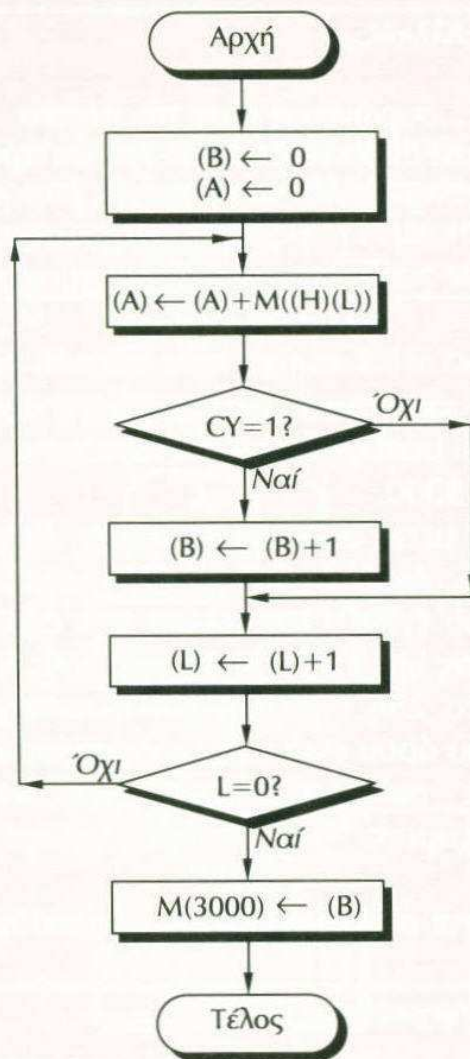 Αρχή
(B) ← 0
(A) ← 0
(A) ← (A)+M((H)(L))
CY=1?
Όχι
Ναί
(B) ← (B)+1
(L) ← (L)+1
Όχι
L=0?
Ναί
M(3000) ← (B)
Τέλος